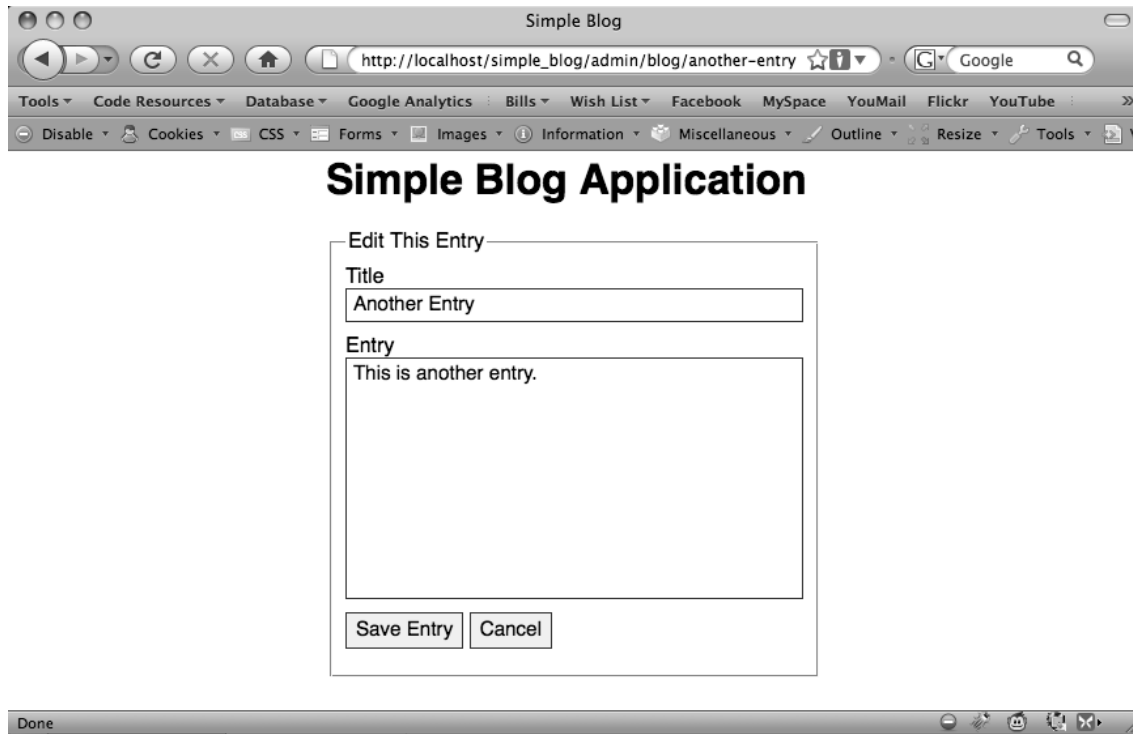 Simple Blog
http://localhost/simple_blog/admin/blog/another-entry Google
Tools Code Resources Database Google Analytics Bills Wish List Facebook MySpace YouMail Flickr YouTube
Disable Cookies CSS Forms Images Information Miscellaneous Outline Resize Tools
Simple Blog Application
Edit This Entry
Title
Another Entry
Entry
This is another entry.
Save Entry Cancel
Done